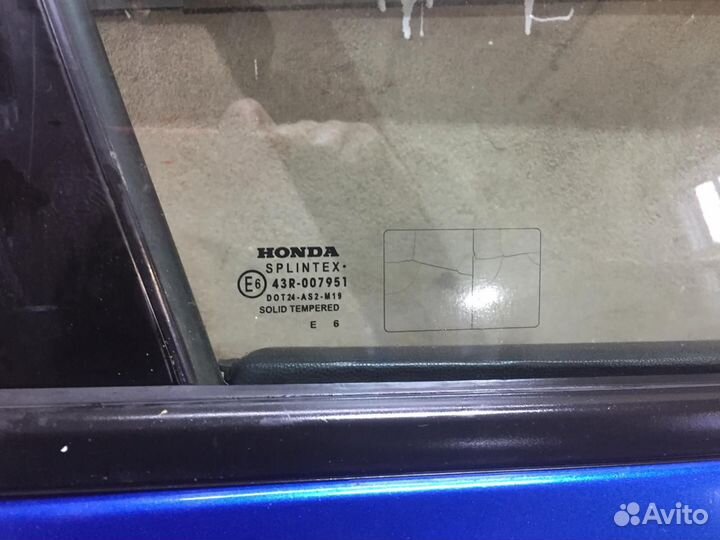 HONDA
SPLINTEX·
E6 43R-007951
DOT24-AS2-M19
SOLID TEMPERED
E 6
Avito